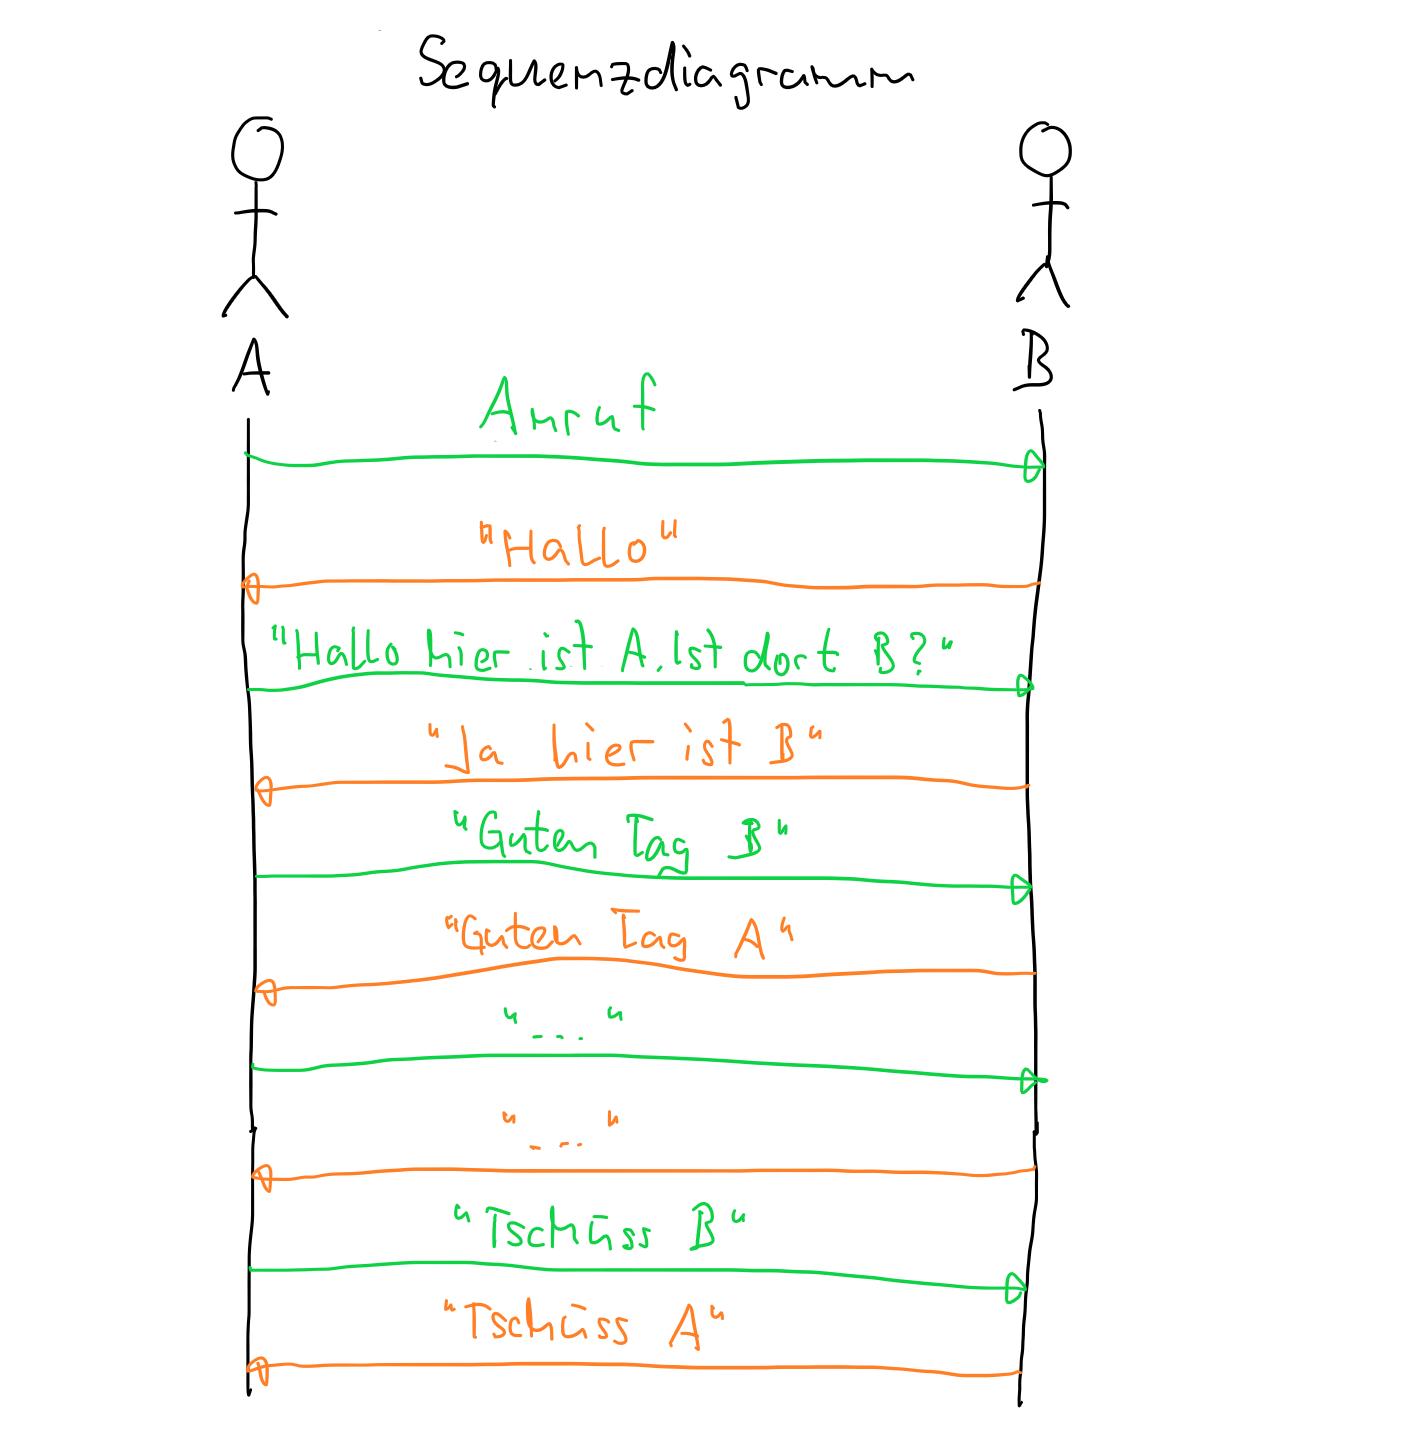 Sequenzdiagramm
A
B
Anruf
"Hallo"
"Hallo hier ist A. Ist dort B?"
"Ja hier ist B"
"Guten Tag B"
"Guten Tag A"
"..."
"..."
"Tschüss B"
"Tschüss A"